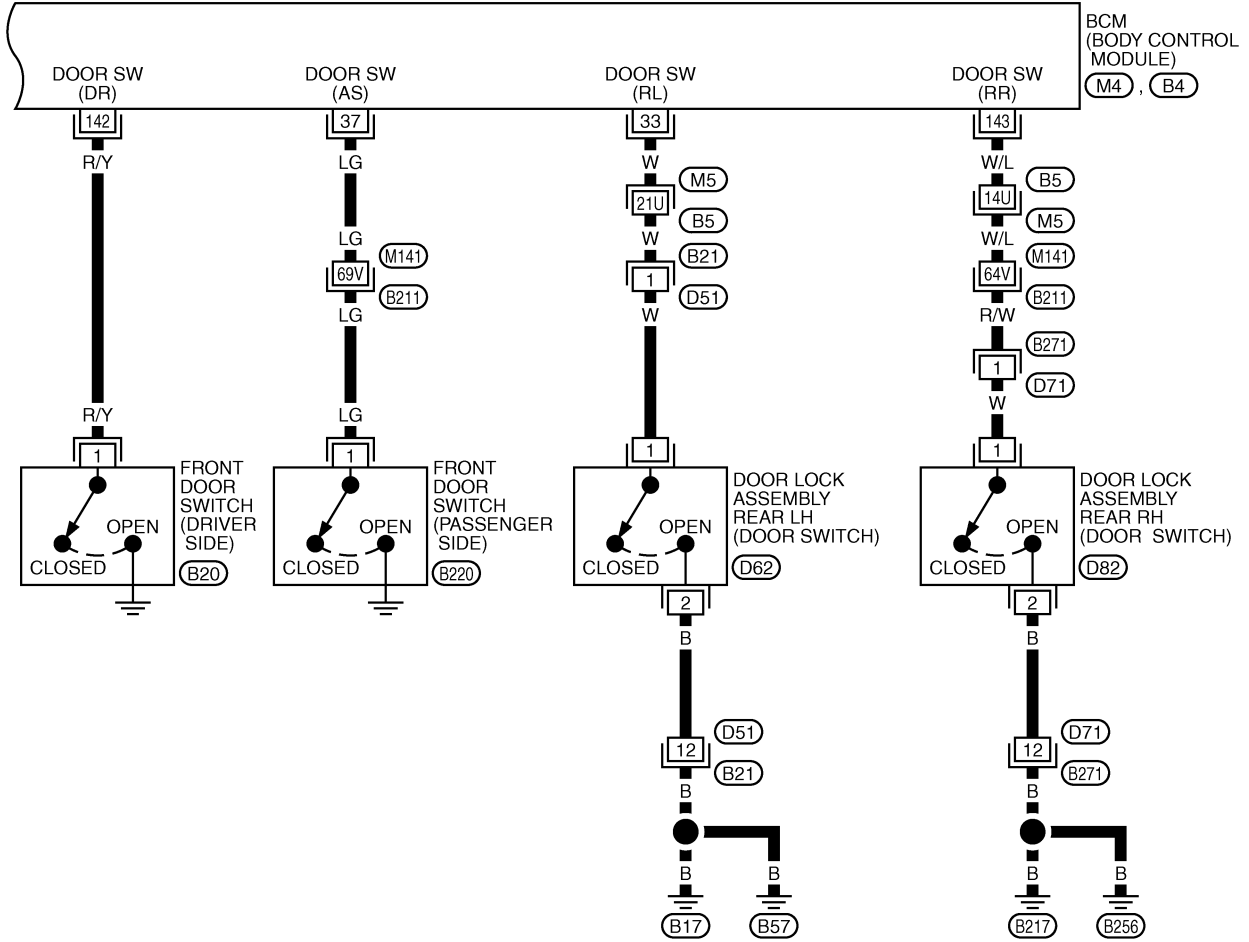 BCM
(BODY CONTROL
MODULE)
M4 , B4
DOOR SW
(DR)
DOOR SW
(AS)
DOOR SW
(RL)
DOOR SW
(RR)
142
37
33
143
R/Y
LG
W
W/L
M5
B5
21U
14U
B5
M5
LG
W
W/L
M141
B21
M141
69V
1
64V
B211
D51
B211
LG
W
R/W
B271
1
D71
W
R/Y
LG
1
1
1
1
FRONT
DOOR
SWITCH
(DRIVER
SIDE)
B20
OPEN
CLOSED
FRONT
DOOR
SWITCH
(PASSENGER
SIDE)
B220
OPEN
CLOSED
DOOR LOCK
ASSEMBLY
REAR LH
(DOOR SWITCH)
D62
OPEN
CLOSED
DOOR LOCK
ASSEMBLY
REAR RH
(DOOR SWITCH)
D82
OPEN
CLOSED
2
2
B
B
D51
D71
12
12
B21
B271
B
B
B
B
B
B
B17
B57
B217
B256